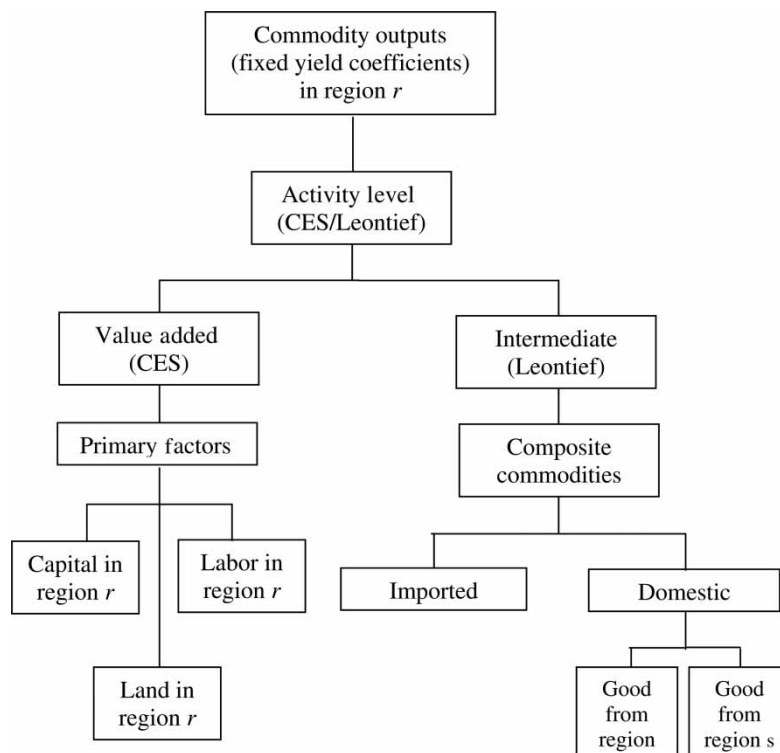 Commodity outputs
(fixed yield coefficients)
in region r
Activity level
(CES/Leontief)
Value added
(CES)
Intermediate
(Leontief)
Primary factors
Composite
commodities
Capital in
region r
Labor in
region r
Imported
Domestic
Land in
region r
Good
from
region
Good
from
region s